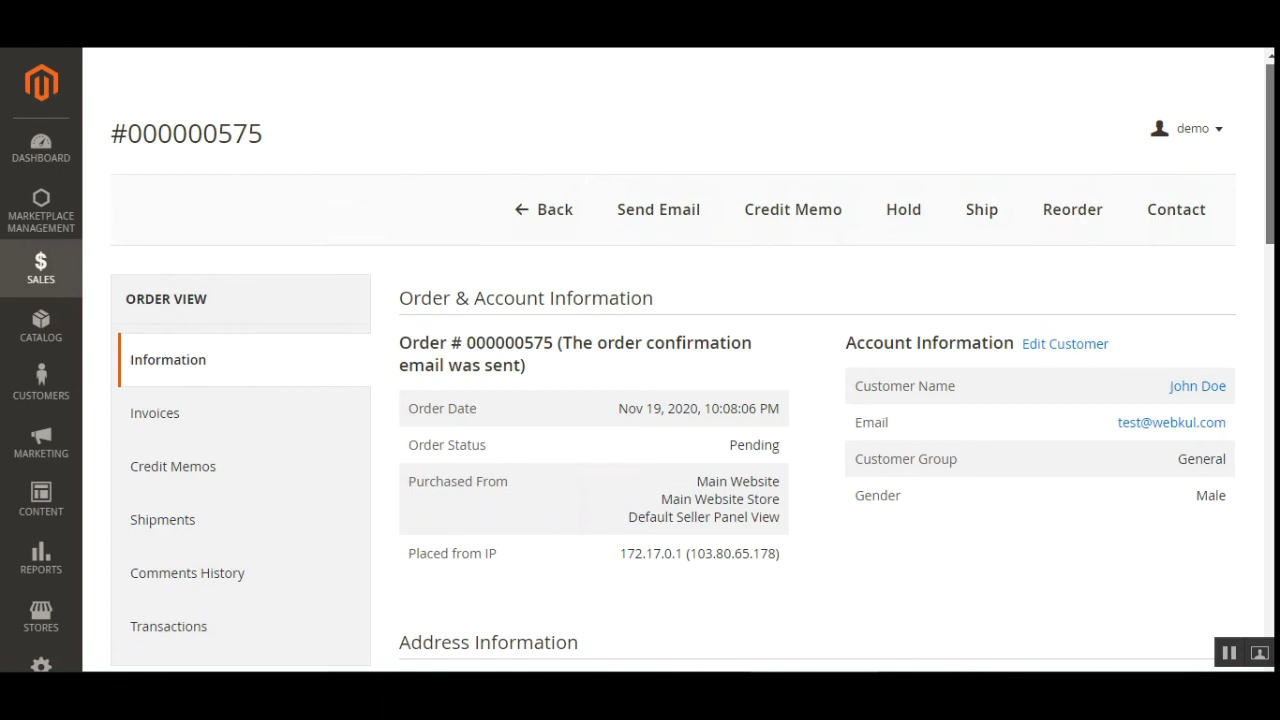 #000000575
demo
DASHBOARD
MARKETPLACE
MANAGEMENT
SALES
CATALOG
CUSTOMERS
MARKETING
CONTENT
REPORTS
STORES
Back
Send Email
Credit Memo
Hold
Ship
Reorder
Contact
ORDER VIEW
Information
Invoices
Credit Memos
Shipments
Comments History
Transactions
Order & Account Information
Order # 000000575 (The order confirmation
email was sent)
Order Date Nov 19, 2020, 10:08:06 PM
Order Status Pending
Purchased From Main Website
Main Website Store
Default Seller Panel View
Placed from IP 172.17.0.1 (103.80.65.178)
Account Information Edit Customer
Customer Name John Doe
Email test@webkul.com
Customer Group General
Gender Male
Address Information